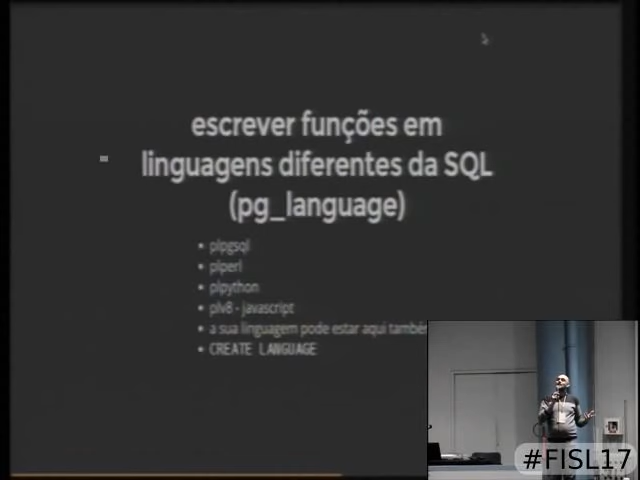 escrever funções em
linguagens diferentes da SQL
(pg_language)
• plpgsql
• plperl
• plpython
• plv8 - javascript
• a sua linguagem pode estar aqui també
• CREATE LANGUAGE
#FISL17